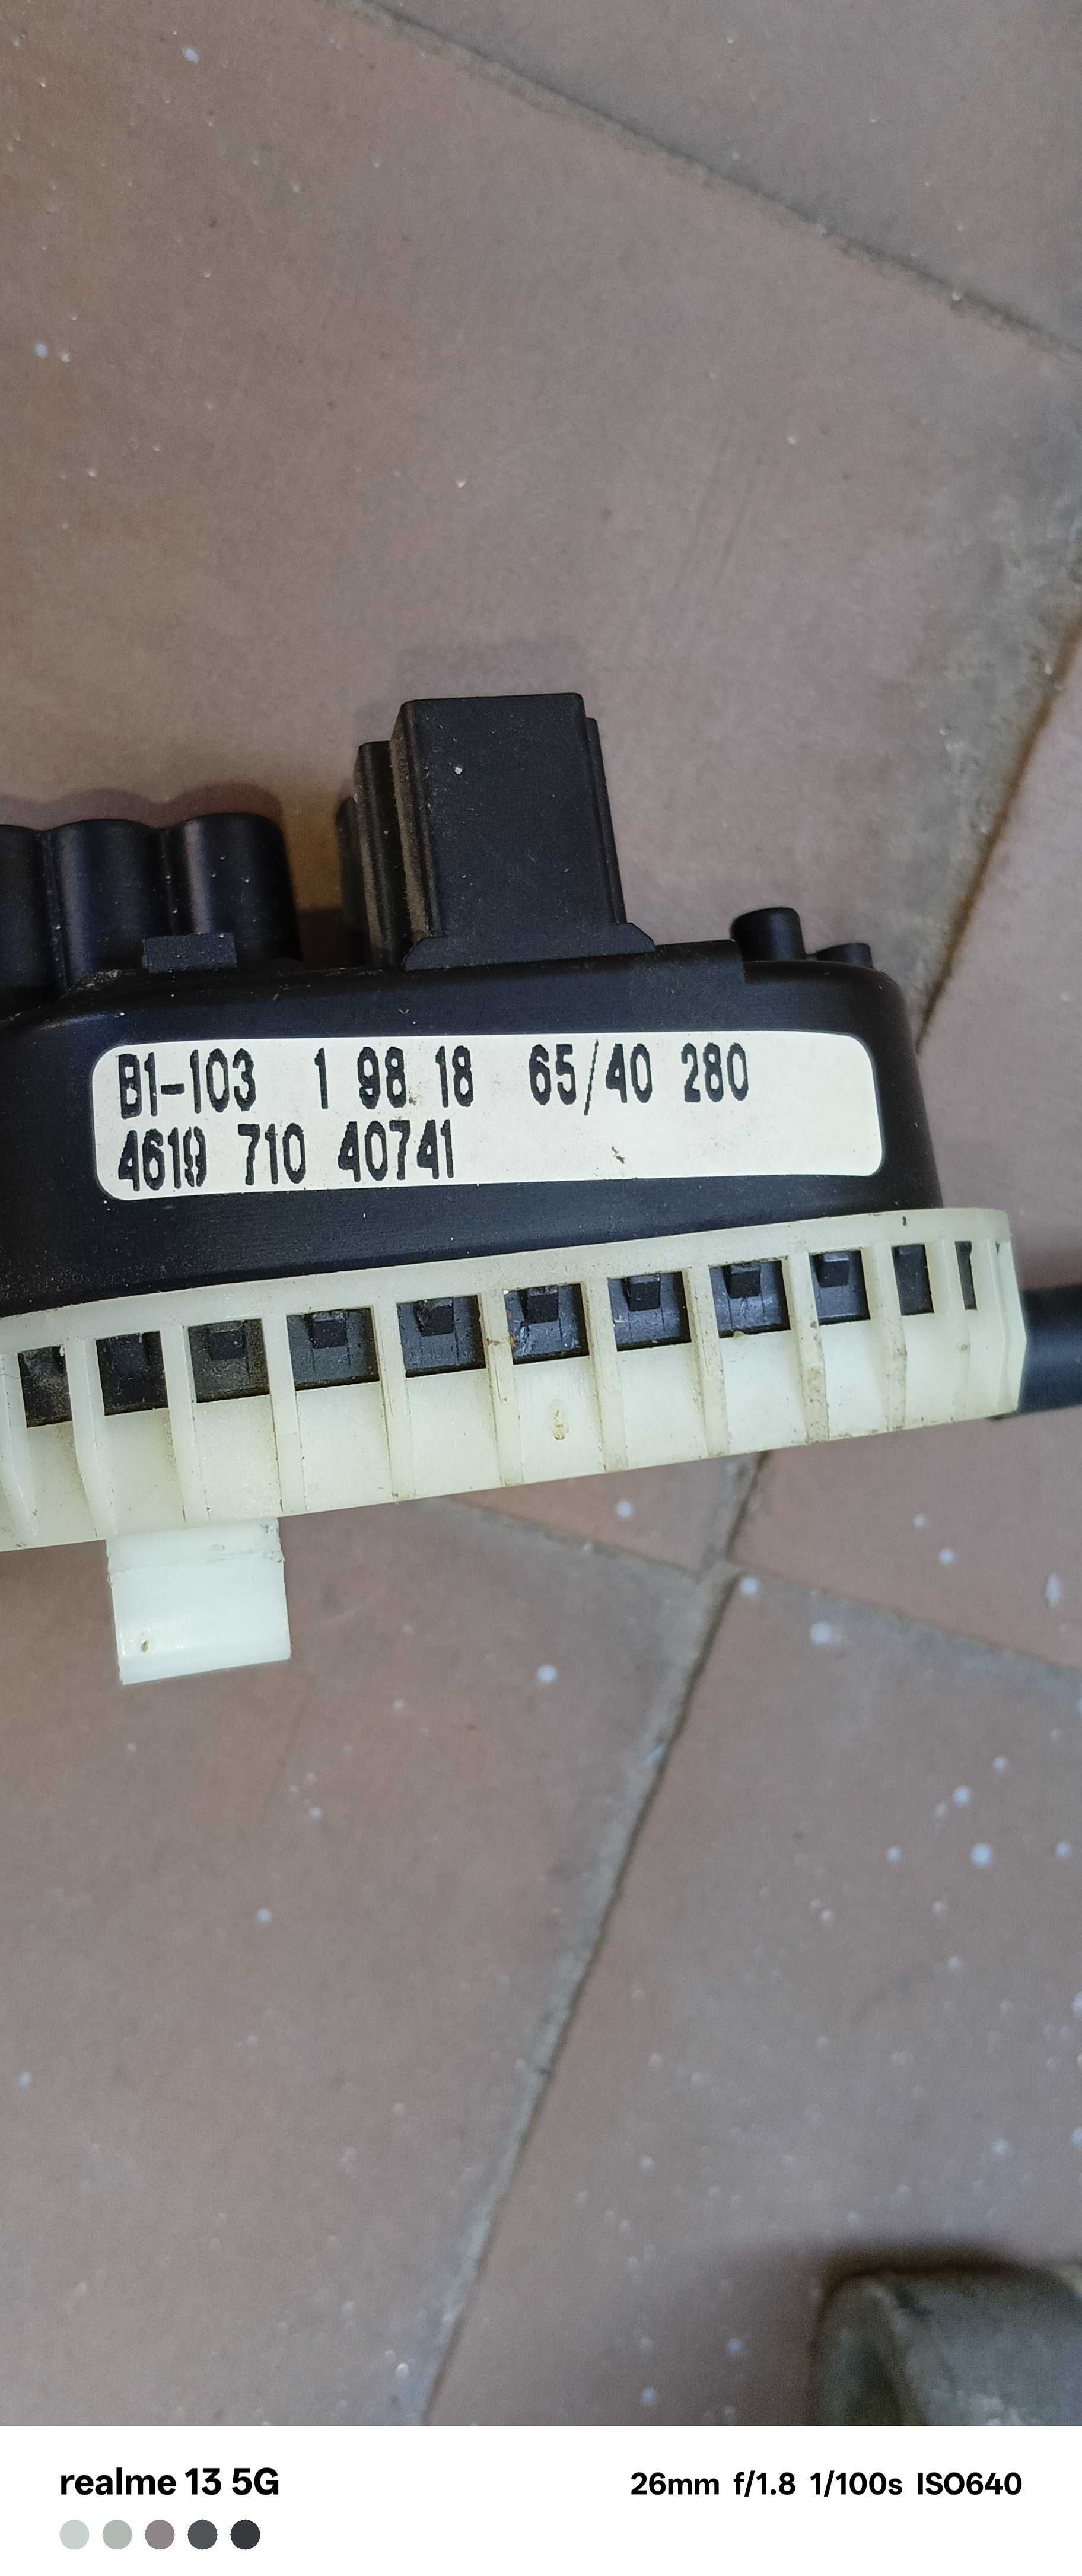 B1-103 1 98 18 65/40 280
4619 710 40741
realme 13 5G
26mm f/1.8 1/100s ISO640